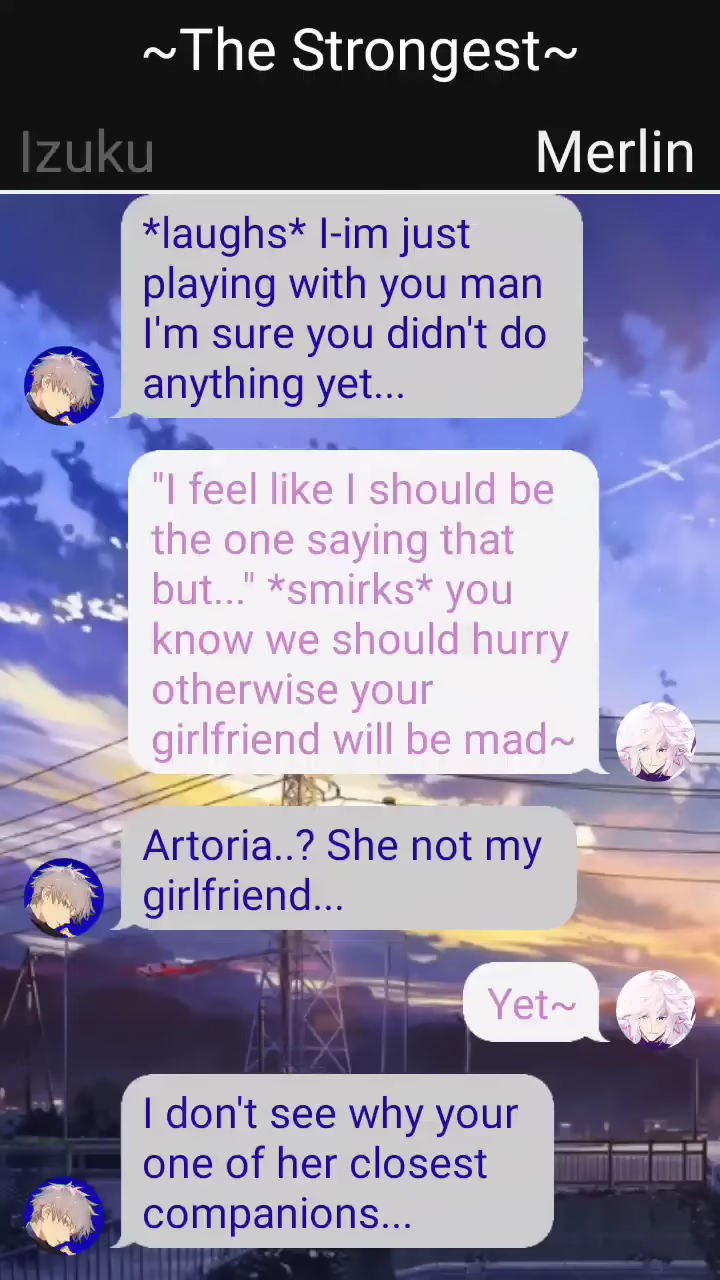 ~The Strongest~
Izuku
Merlin
*laughs* I-im just
playing with you man
I'm sure you didn't do
anything yet...
"I feel like I should be
the one saying that
but..." *smirks* you
know we should hurry
otherwise your
girlfriend will be mad~
Artoria..? She not my
girlfriend...
Yet~
I don't see why your
one of her closest
companions...